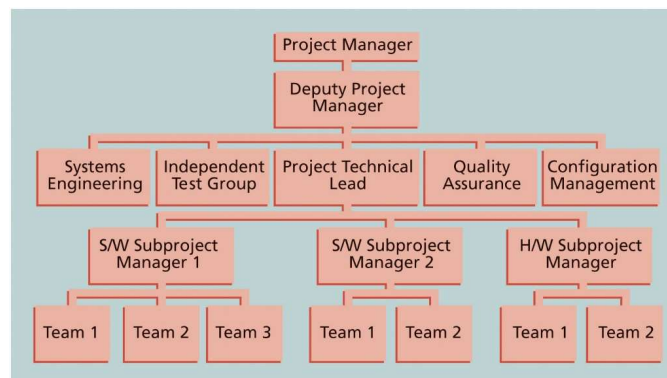 Project Manager
Deputy Project
Manager
Systems
Engineering
Independent
Test Group
Project Technical
Lead
Quality
Assurance
Configuration
Management
S/W Subproject
Manager 1
S/W Subproject
Manager 2
H/W Subproject
Manager
Team 1
Team 2
Team 3
Team 1
Team 2
Team 1
Team 2